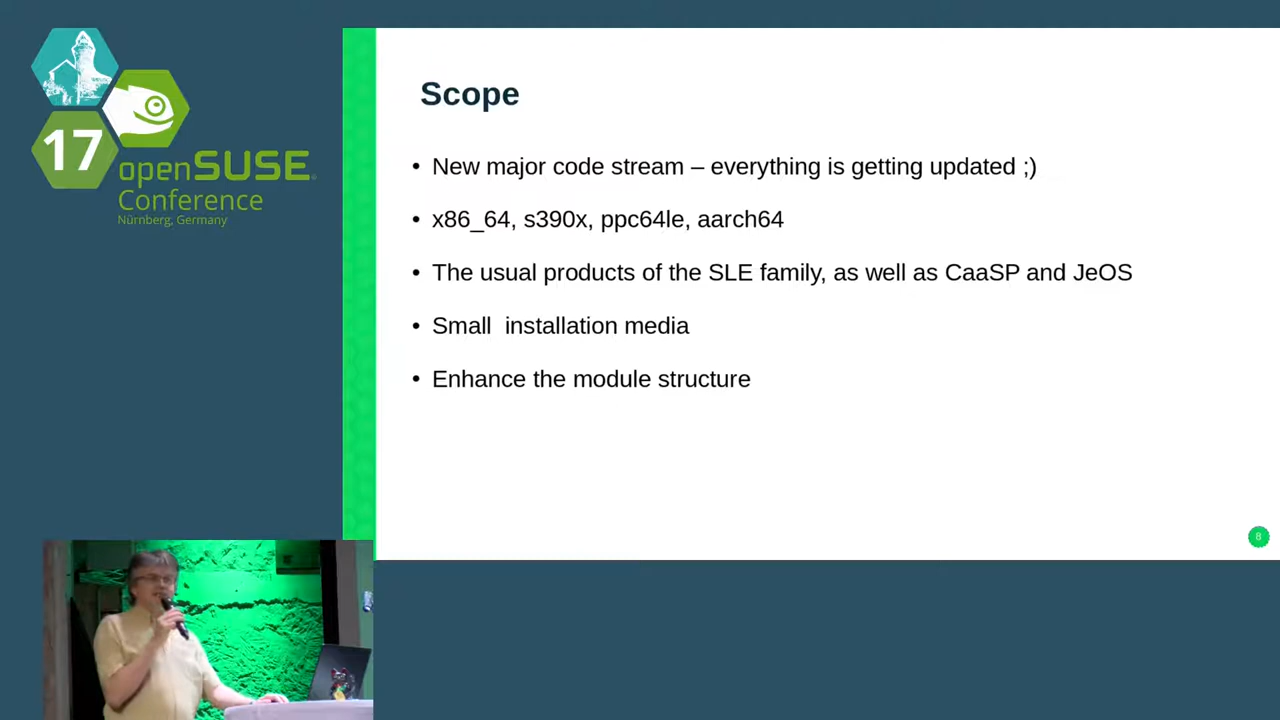 17
openSUSE
Conference
Nürnberg, Germany
Scope
• New major code stream – everything is getting updated ;)
• x86_64, s390x, ppc64le, aarch64
• The usual products of the SLE family, as well as CaaSP and JeOS
• Small  installation media
• Enhance the module structure
8